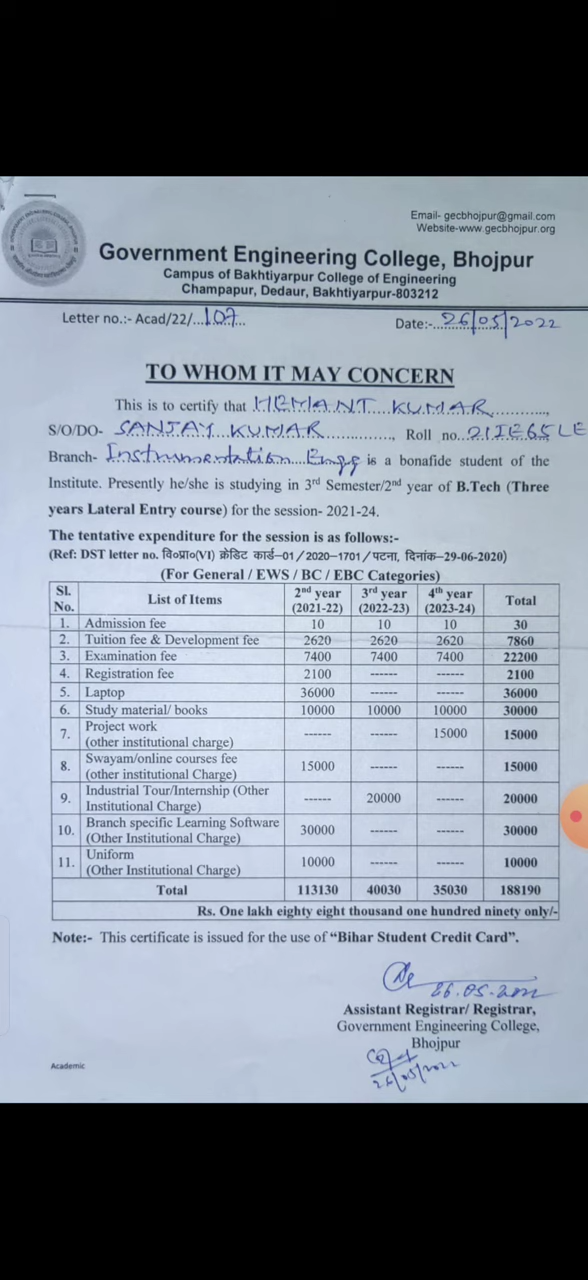 Email- gecbhojpur@gmail.com
Website-www.gecbhojpur.org
Government Engineering College, Bhojpur
Campus of Bakhtiyarpur College of Engineering
Champapur, Dedaur, Bakhtiyarpur-803212
Letter no.:- Acad/22/...107... Date:-..26/05/2022
TO WHOM IT MAY CONCERN
This is to certify that HEMANT KUMAR............,
S/O/DO- SANJAY KUMAR................, Roll no..21IE65LE
Branch- Instrumentation Engg is a bonafide student of the
Institute. Presently he/she is studying in 3rd Semester/2nd year of B.Tech (Three
years Lateral Entry course) for the session- 2021-24.
The tentative expenditure for the session is as follows:-
(Ref: DST letter no. वि०प्रा०(VI) क्रेडिट कार्ड–01/2020-1701/पटना, दिनांक-29-06-2020)
(For General / EWS / BC / EBC Categories)
Sl. No. List of Items 2nd year (2021-22) 3rd year (2022-23) 4th year (2023-24) Total
1. Admission fee 10 10 10 30
2. Tuition fee & Development fee 2620 2620 2620 7860
3. Examination fee 7400 7400 7400 22200
4. Registration fee 2100 ------ ------ 2100
5. Laptop 36000 ------ ------ 36000
6. Study material/ books 10000 10000 10000 30000
7. Project work (other institutional charge) ------ ------ 15000 15000
8. Swayam/online courses fee (other institutional Charge) 15000 ------ ------ 15000
9. Industrial Tour/Internship (Other Institutional Charge) ------ 20000 ------ 20000
10. Branch specific Learning Software (Other Institutional Charge) 30000 ------ ------ 30000
11. Uniform (Other Institutional Charge) 10000 ------ ------ 10000
Total 113130 40030 35030 188190
Rs. One lakh eighty eight thousand one hundred ninety only/-
Note:- This certificate is issued for the use of "Bihar Student Credit Card".
26.05.2022
Assistant Registrar/ Registrar,
Government Engineering College,
Bhojpur
26/05/2022
Academic